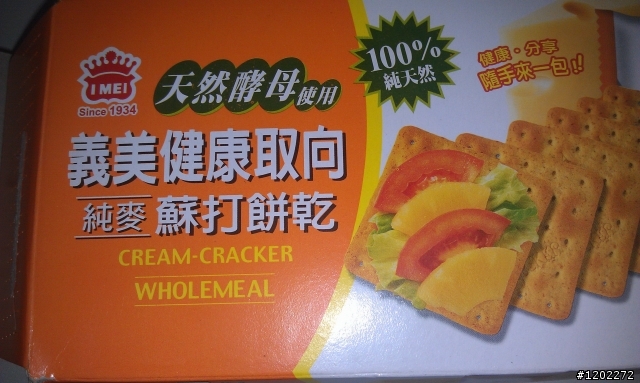 I MEI
Since 1934
天然酵母使用
100%
純天然
健康・分享
隨手來一包!!
義美健康取向
純麥 蘇打餅乾
CREAM-CRACKER
WHOLEMEAL
#1202272